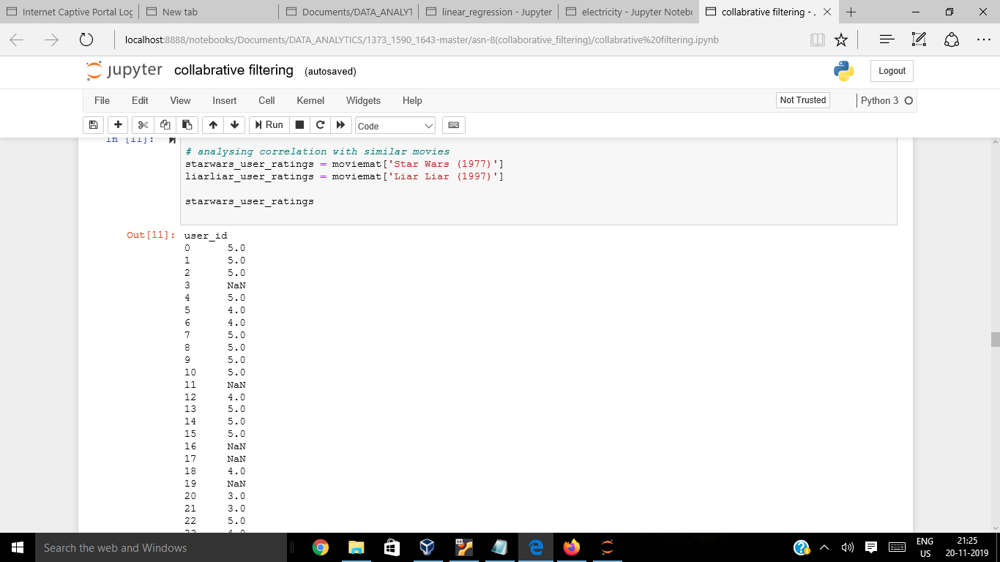 Internet Captive Portal Log
New tab
Documents/DATA_ANALYT
linear_regression - Jupyter
electricity - Jupyter Notebo
collabrative filtering - .
localhost:8888/notebooks/Documents/DATA_ANALYTICS/1373_1590_1643-master/asn-8(collaborative_filtering)/collabrative%20filtering.ipynb
jupyter collabrative filtering (autosaved)
Logout
File Edit View Insert Cell Kernel Widgets Help
Not Trusted
Python 3
Run
Code
In [11]:
# analysing correlation with similar movies
starwars_user_ratings = moviemat['Star Wars (1977)']
liarliar_user_ratings = moviemat['Liar Liar (1997)']
starwars_user_ratings
Out[11]: user_id
0 5.0
1 5.0
2 5.0
3 NaN
4 5.0
5 4.0
6 4.0
7 5.0
8 5.0
9 5.0
10 5.0
11 NaN
12 4.0
13 5.0
14 5.0
15 5.0
16 NaN
17 NaN
18 4.0
19 NaN
20 3.0
21 3.0
22 5.0
Search the web and Windows
64
ENG
US
21:25
20-11-2019